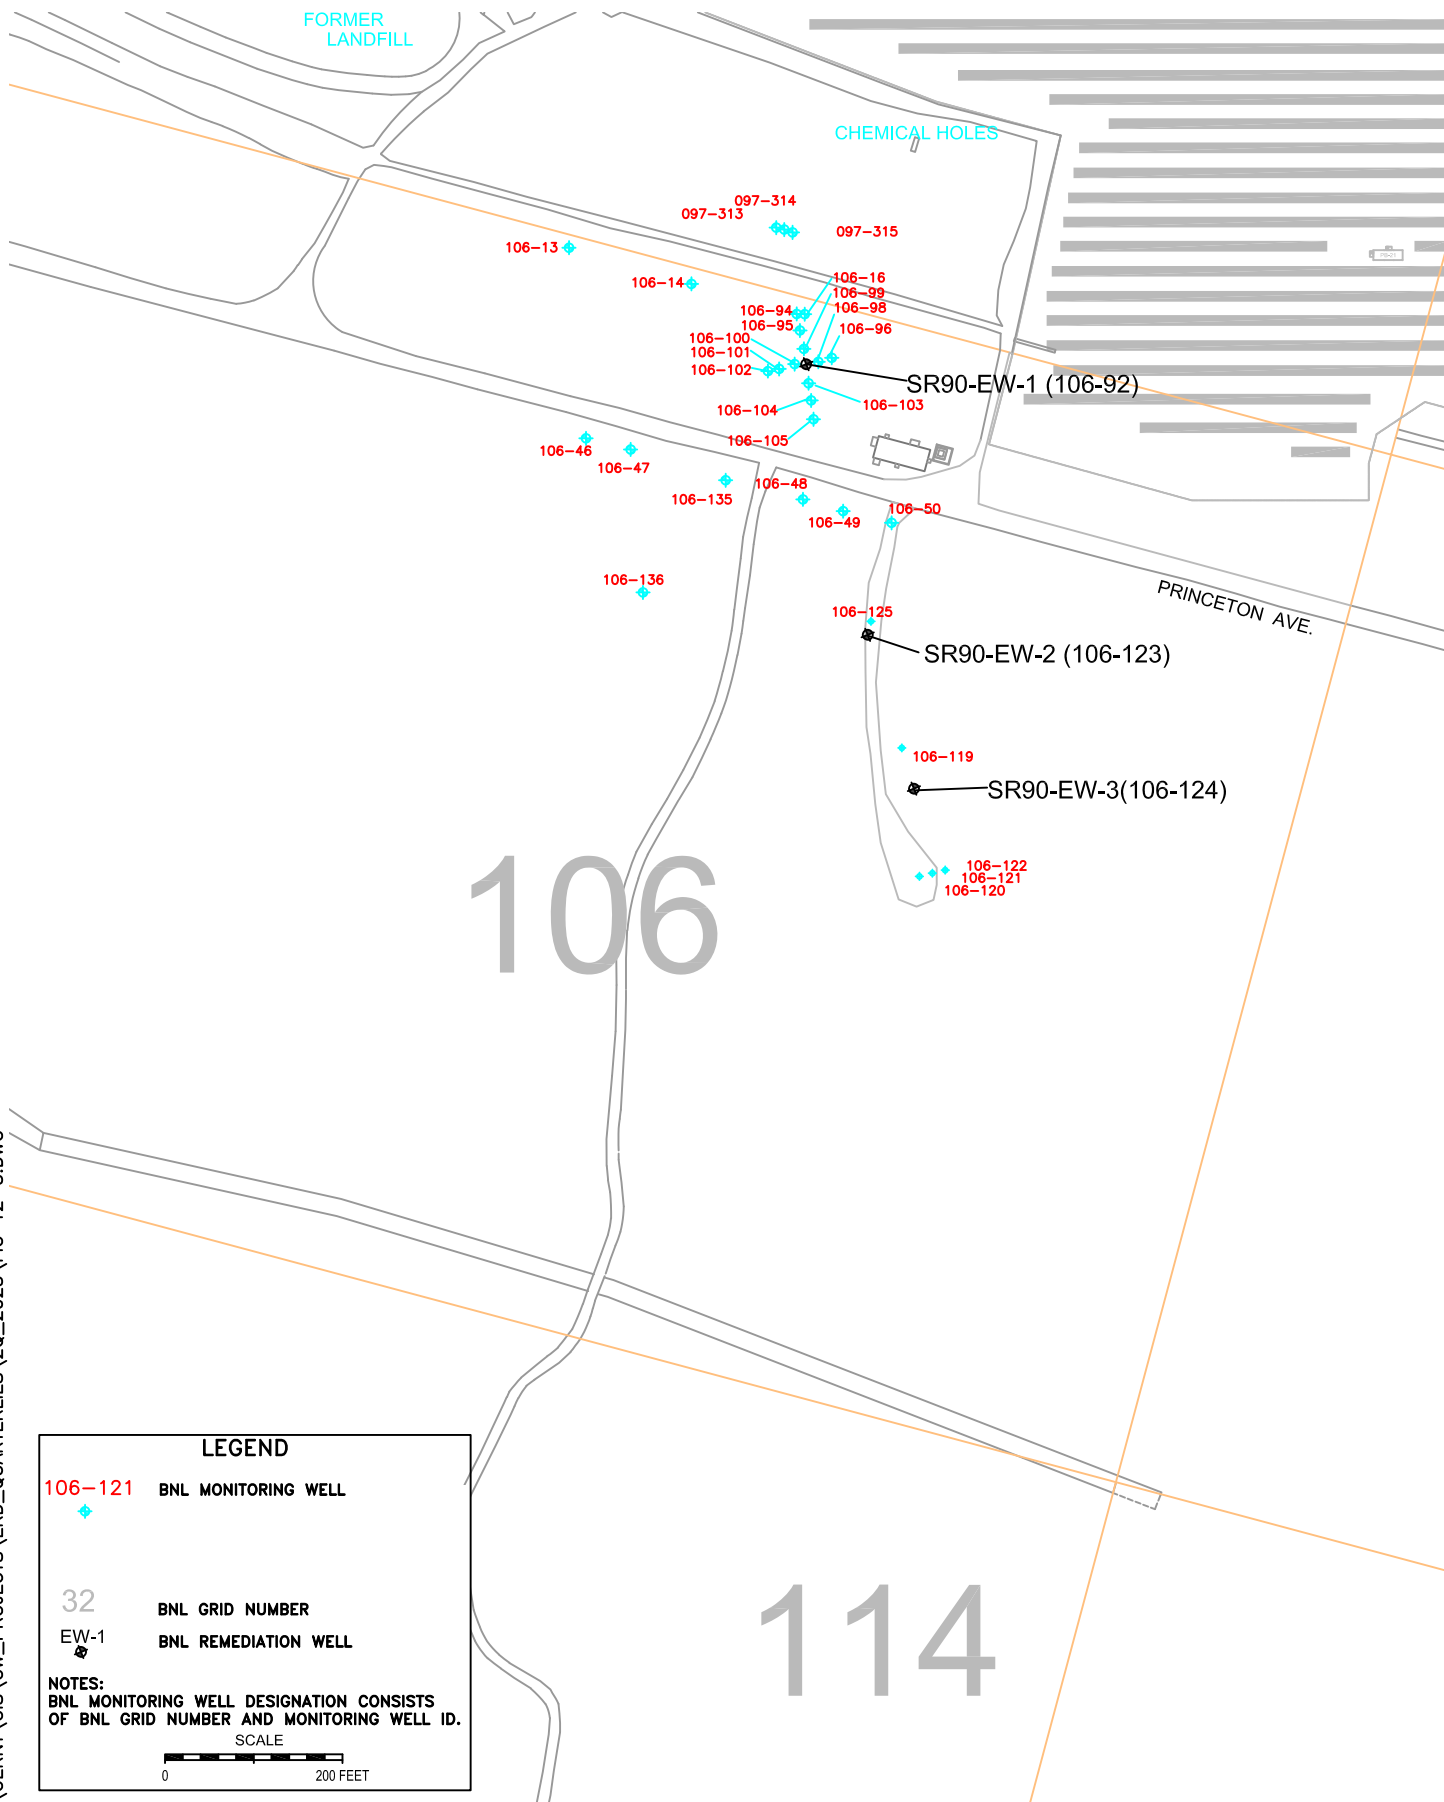 FORMER
LANDFILL
CHEMICAL HOLES
097-314
097-313
097-315
106-13
106-14
106-16
106-99
106-94
106-98
106-95
106-96
106-100
106-101
106-102
SR90-EW-1 (106-92)
106-103
106-104
106-105
106-46
106-47
106-48
106-135
106-50
106-49
106-136
PRINCETON AVE.
106-125
SR90-EW-2 (106-123)
106-119
SR90-EW-3(106-124)
106-122
106-121
106-120
106
114
LEGEND
106-121 BNL MONITORING WELL
32
BNL GRID NUMBER
EW-1
BNL REMEDIATION WELL
NOTES:
BNL MONITORING WELL DESIGNATION CONSISTS
OF BNL GRID NUMBER AND MONITORING WELL ID.
SCALE
0 200 FEET